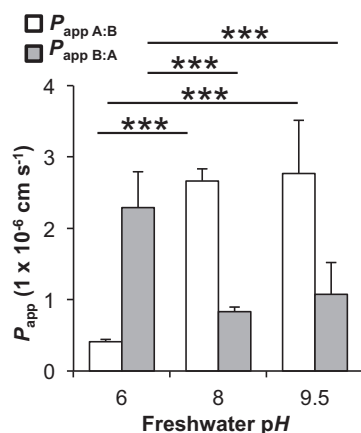 P app A:B
P app B:A
***
***
***
***
4
3
2
1
0
P app (1 x 10-6 cm s-1)
6 8 9.5
Freshwater pH